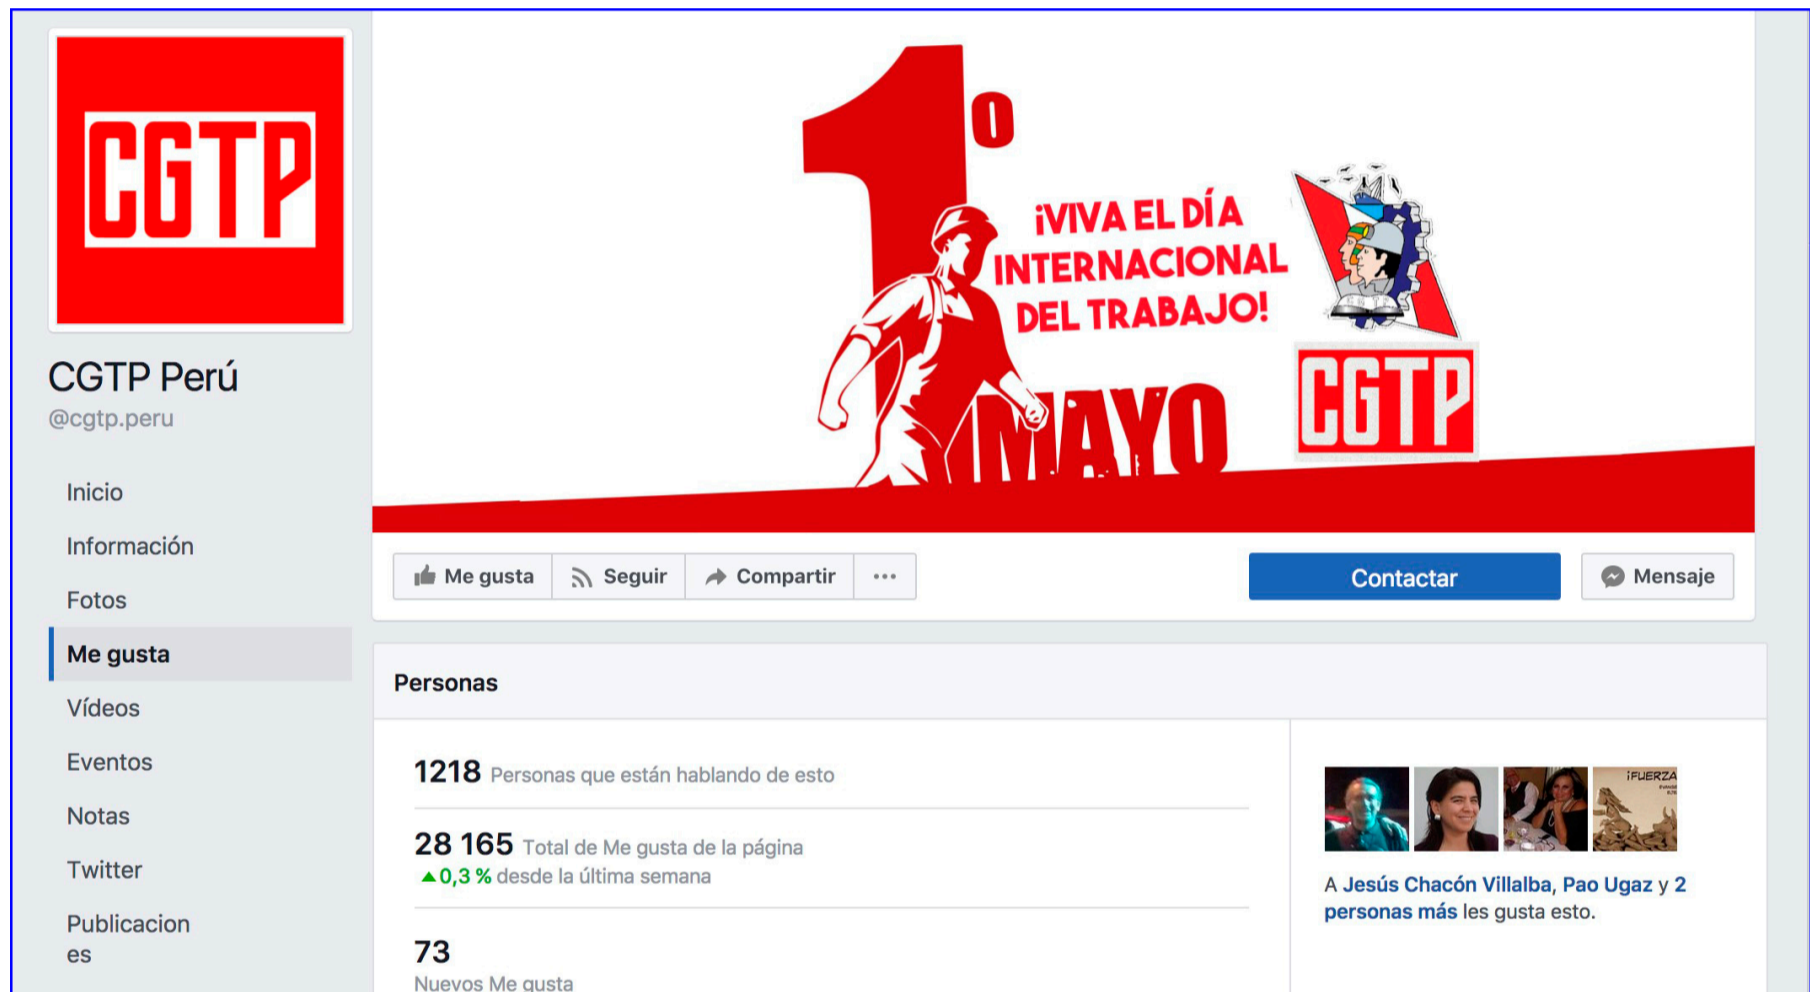 CGTP
CGTP Perú
@cgtp.peru
Inicio
Información
Fotos
Me gusta
Vídeos
Eventos
Notas
Twitter
Publicacion
es
1º
¡VIVA EL DÍA
INTERNACIONAL
DEL TRABAJO!
MAYO
CGTP
CGTP
Me gusta
Seguir
Compartir
...
Contactar
Mensaje
Personas
1218 Personas que están hablando de esto
28 165 Total de Me gusta de la página
▲0,3 % desde la última semana
73
Nuevos Me gusta
¡FUERZA
A Jesús Chacón Villalba, Pao Ugaz y 2
personas más les gusta esto.